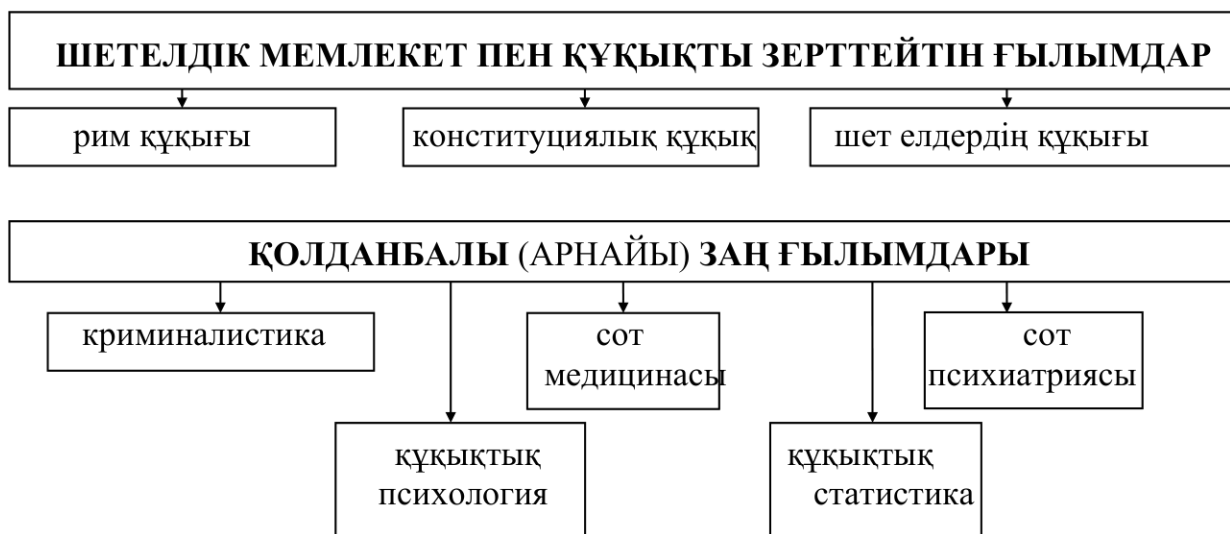 ШЕТЕЛДІК МЕМЛЕКЕТ ПЕН ҚҰҚЫҚТЫ ЗЕРТТЕЙТІН ҒЫЛЫМДАР
рим құқығы
конституциялық құқық
шет елдердің құқығы
ҚОЛДАНБАЛЫ (АРНАЙЫ) ЗАҢ ҒЫЛЫМДАРЫ
криминалистика
сот
медицинасы
сот
психиатриясы
құқықтық
психология
құқықтық
статистика